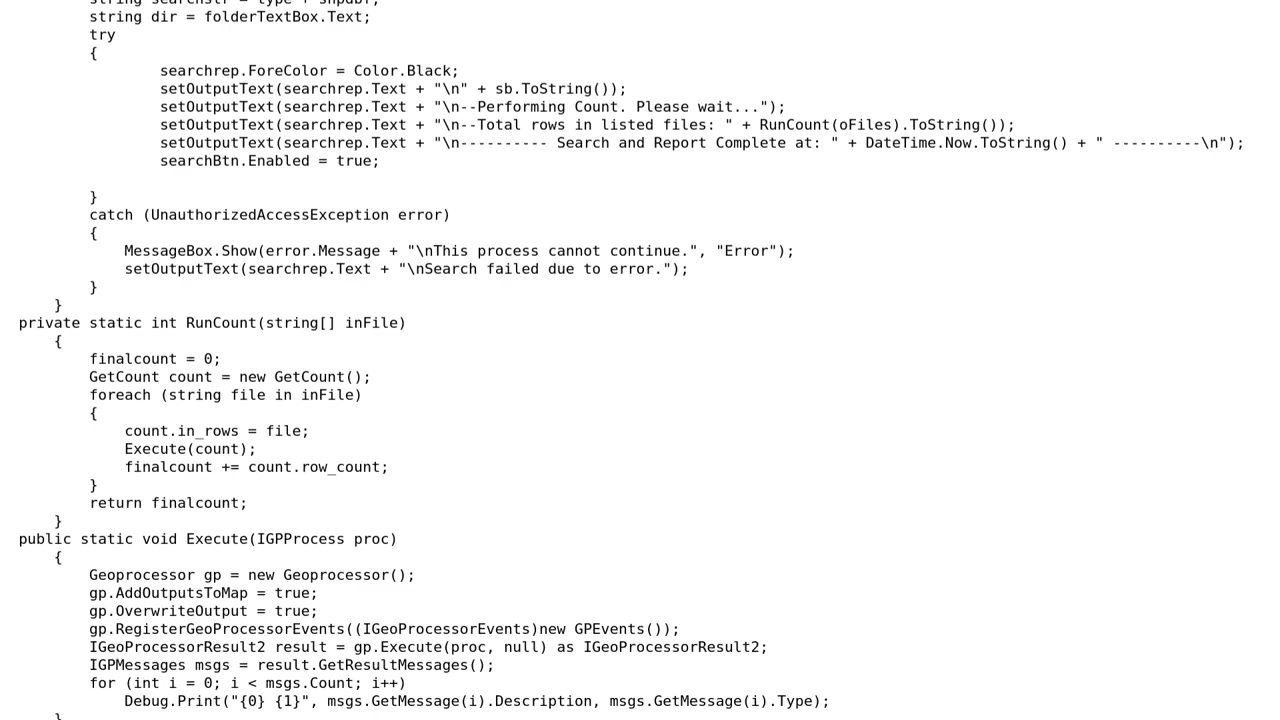 string dir = folderTextBox.Text;
try
{
searchrep.ForeColor = Color.Black;
setOutputText(searchrep.Text + "\n" + sb.ToString());
setOutputText(searchrep.Text + "\n--Performing Count. Please wait...");
setOutputText(searchrep.Text + "\n--Total rows in listed files: " + RunCount(oFiles).ToString());
setOutputText(searchrep.Text + "\n---------- Search and Report Complete at: " + DateTime.Now.ToString() + " ----------\n");
searchBtn.Enabled = true;
}
catch (UnauthorizedAccessException error)
{
MessageBox.Show(error.Message + "\nThis process cannot continue.", "Error");
setOutputText(searchrep.Text + "\nSearch failed due to error.");
}
}
private static int RunCount(string[] inFile)
{
finalcount = 0;
GetCount count = new GetCount();
foreach (string file in inFile)
{
count.in_rows = file;
Execute(count);
finalcount += count.row_count;
}
return finalcount;
}
public static void Execute(IGPProcess proc)
{
Geoprocessor gp = new Geoprocessor();
gp.AddOutputsToMap = true;
gp.OverwriteOutput = true;
gp.RegisterGeoProcessorEvents((IGeoProcessorEvents)new GPEvents());
IGeoProcessorResult2 result = gp.Execute(proc, null) as IGeoProcessorResult2;
IGPMessages msgs = result.GetResultMessages();
for (int i = 0; i < msgs.Count; i++)
Debug.Print("{0} {1}", msgs.GetMessage(i).Description, msgs.GetMessage(i).Type);
}